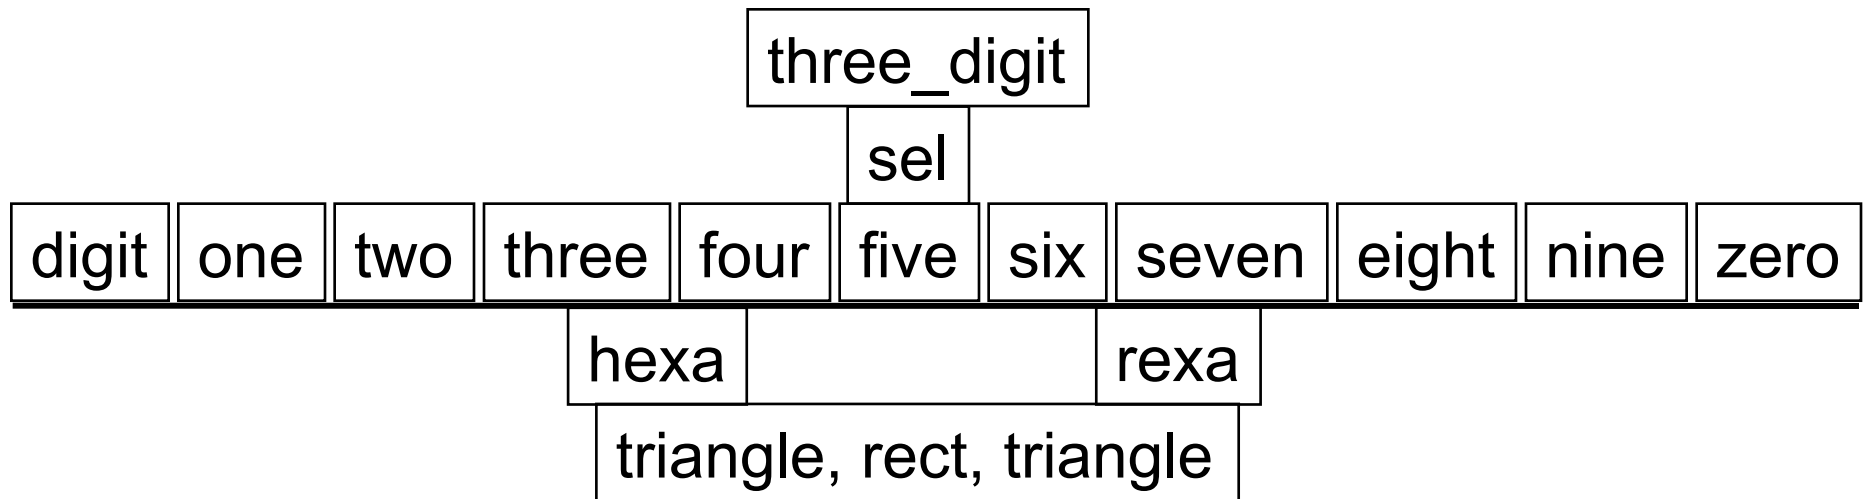 three_digit
sel
digit one two three four five six seven eight nine zero
hexa rexa
triangle, rect, triangle